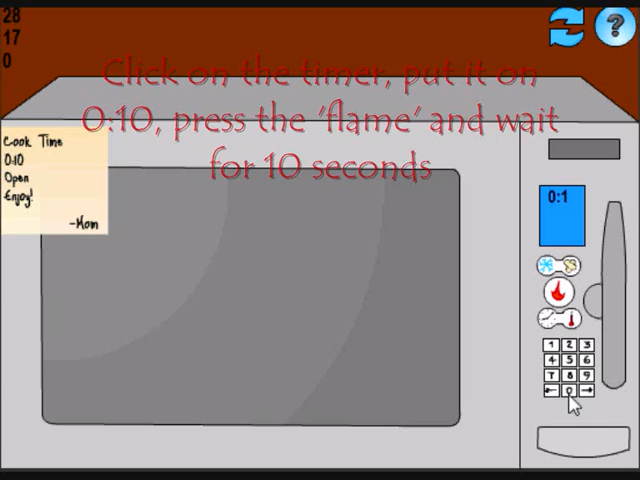 28
17
0
Click on the timer, put it on
0:10, press the 'flame' and wait
for 10 seconds
Cook Time
0:10
Open
Enjoy!
-Mom
?
0:1
1 2 3
4 5 6
7 8 9
0